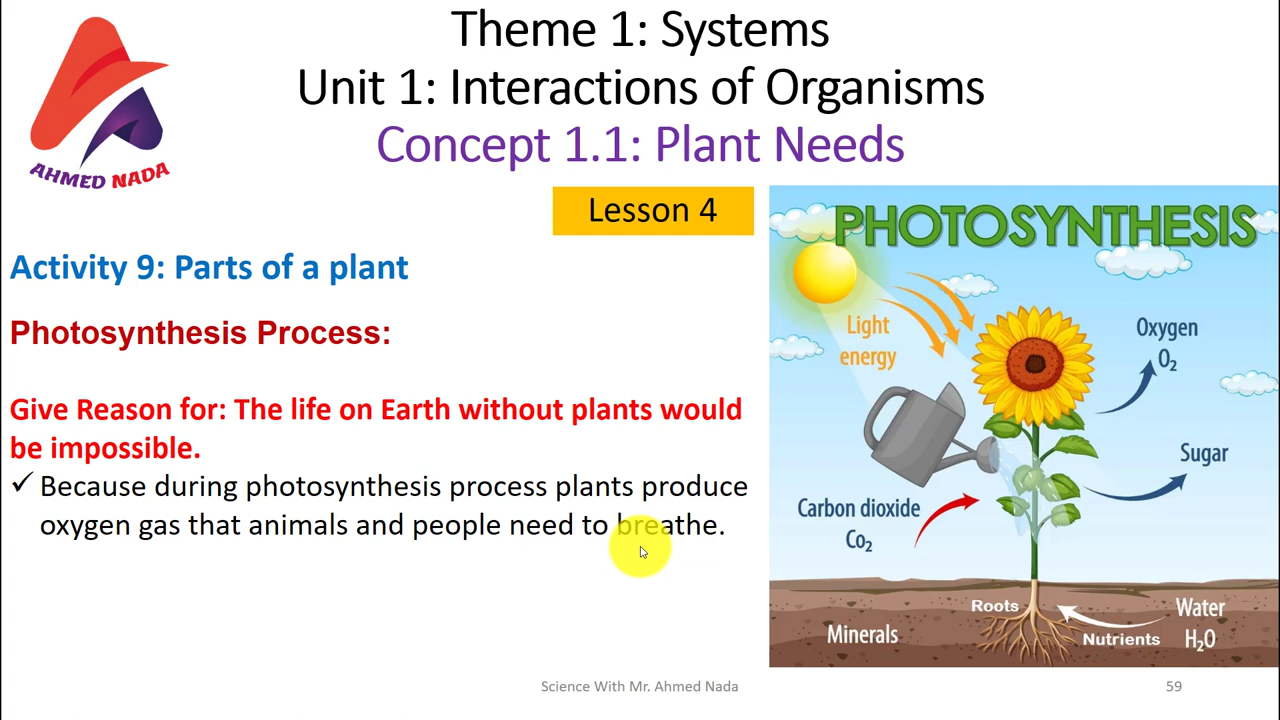 Theme 1: Systems
Unit 1: Interactions of Organisms
Concept 1.1: Plant Needs
AHMED NADA
Lesson 4
Activity 9: Parts of a plant
Photosynthesis Process:
Give Reason for: The life on Earth without plants would
be impossible.
✓ Because during photosynthesis process plants produce
oxygen gas that animals and people need to breathe.
PHOTOSYNTHESIS
Light
energy
Oxygen
O₂
Sugar
Carbon dioxide
Co₂
Roots
Water
Nutrients
H₂O
Minerals
Science With Mr. Ahmed Nada
59